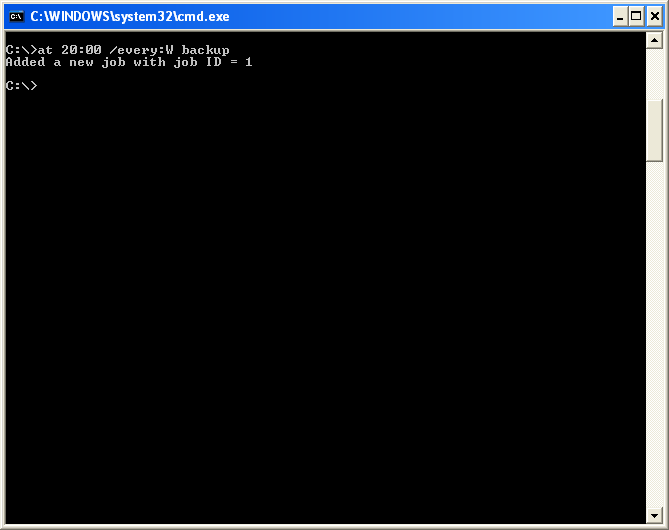 C:\WINDOWS\system32\cmd.exe
C:\>at 20:00 /every:W backup
Added a new job with job ID = 1
C:\>